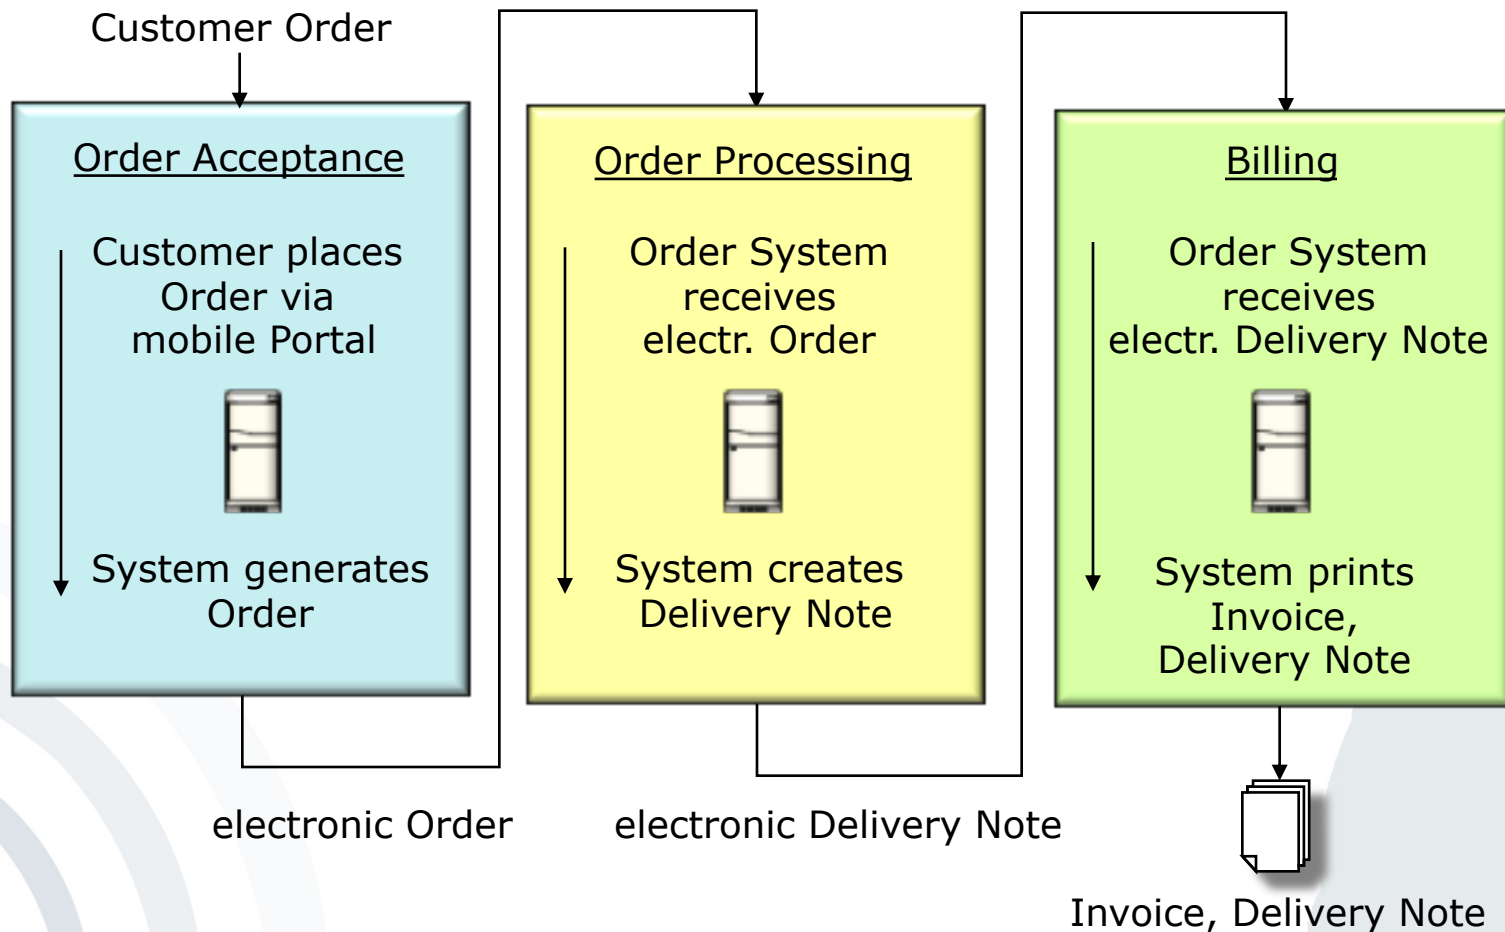 Customer Order
Order Acceptance
Customer places
Order via
mobile Portal
System generates
Order
electronic Order
Order Processing
Order System
receives
electr. Order
System creates
Delivery Note
electronic Delivery Note
Billing
Order System
receives
electr. Delivery Note
System prints
Invoice,
Delivery Note
Invoice, Delivery Note